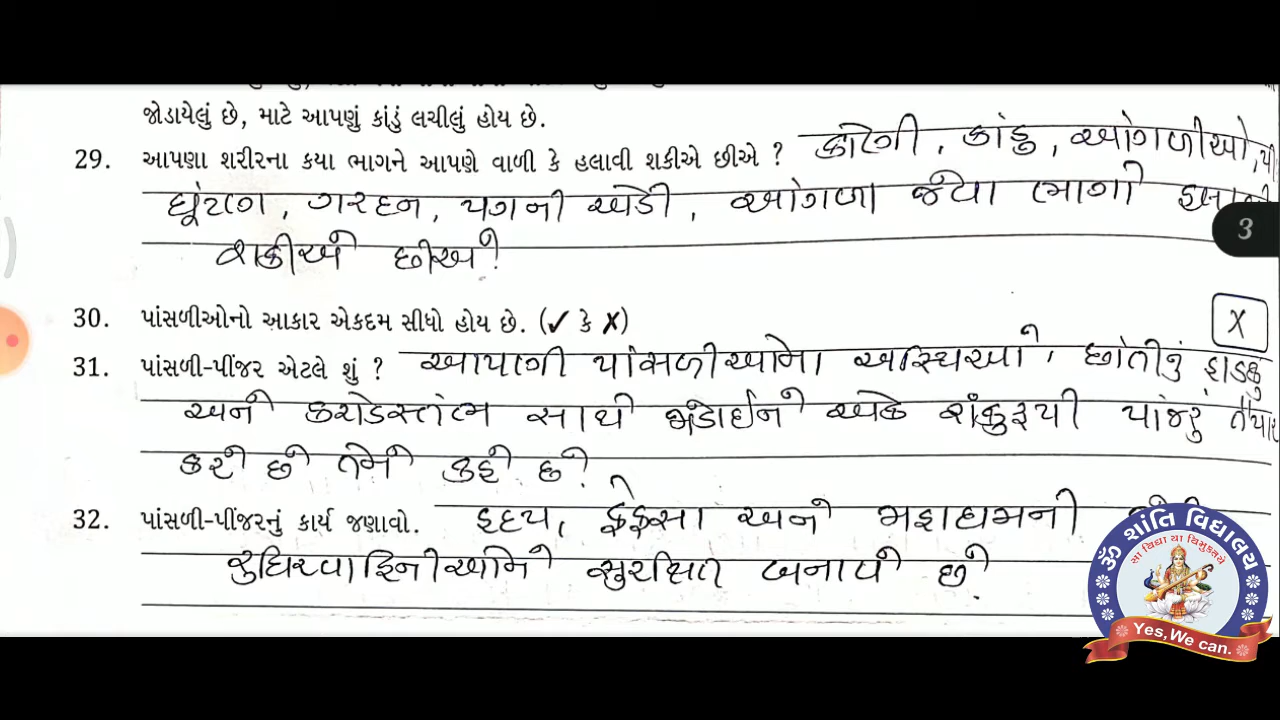 જોડાયેલું છે, માટે આપણું કાંડું લચીલું હોય છે.
29. આપણા શરીરના કયા ભાગને આપણે વાળી કે હલાવી શકીએ છીએ ? કોણી, કાંડુ, આંગળીઓ,
ઘૂંટણ, ગરદન, પગની એડી, આંગળા જેવા ભાગો
શકીએ છીએ.
3
30. પાંસળીઓનો આકાર એકદમ સીધો હોય છે. (✓ કે ✗) X
31. પાંસળી-પીંજર એટલે શું ? આપણી પાંસળીઓના અસ્થિઓ, છાતીનું હાડકુ
અને કરોડસ્તંભ સાથે જોડાઈને એક શંકુરૂપી પાંજરું તૈયાર
કરે છે તેને કહે છે.
32. પાંસળી-પીંજરનું કાર્ય જણાવો. હૃદય, ફેફસા અને મહાધમની
રુધિરવાહિનીઓને સુરક્ષિત બનાવે છે.
ૐ શાંતિ વિદ્યાલય
સા વિદ્યા યા વિમુક્તયે
Yes, We can.